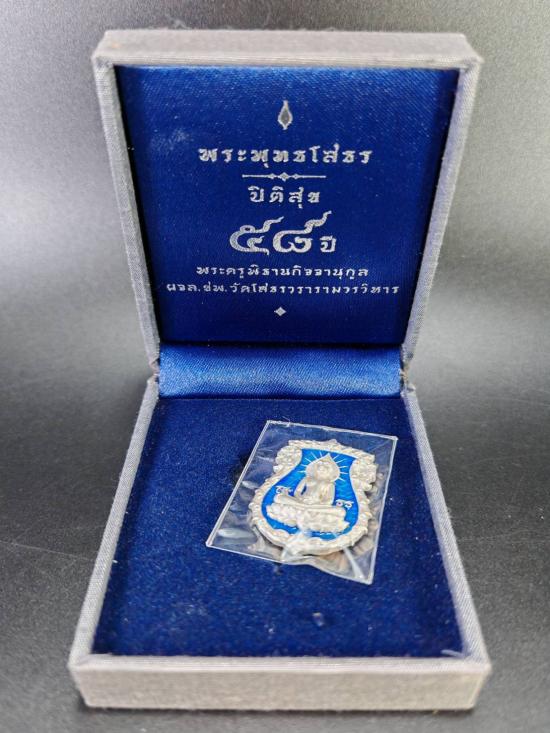 พระพุทธโสธร
ปิติสุข
๕๘ ปี
พระครูพิธานกิจจานุกูล
ผจล.ชพ.วัดโสธรวรารามวรวิหาร